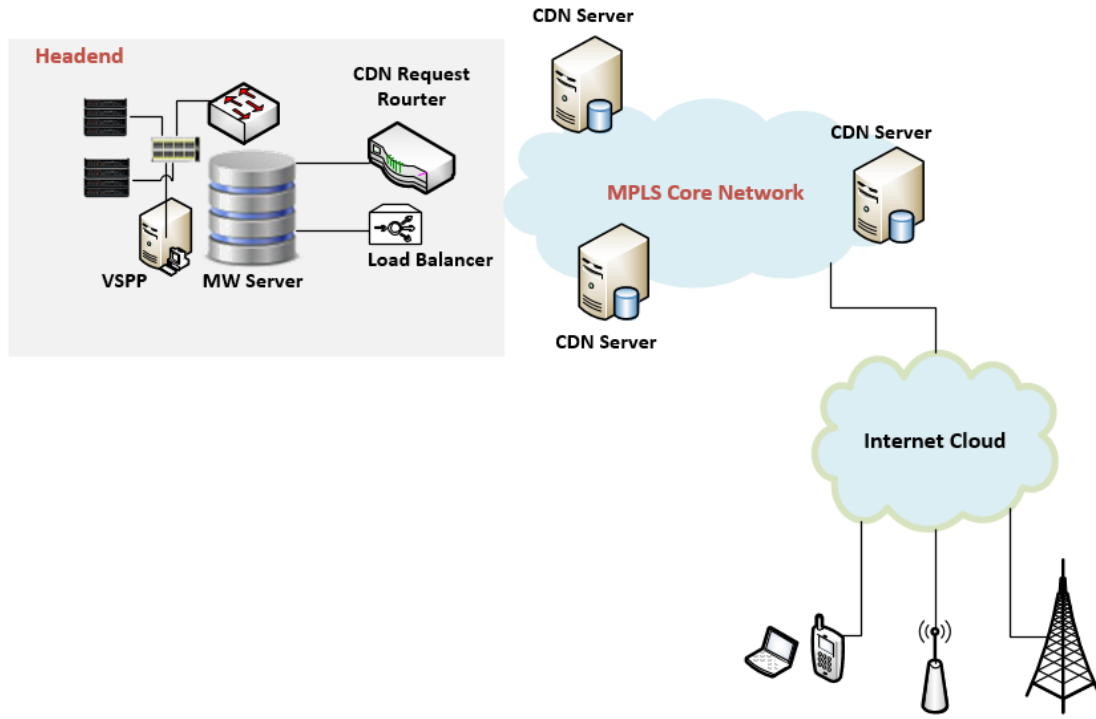 Headend
CDN Request
Rourter
VSPP
MW Server
Load Balancer
CDN Server
CDN Server
MPLS Core Network
CDN Server
Internet Cloud